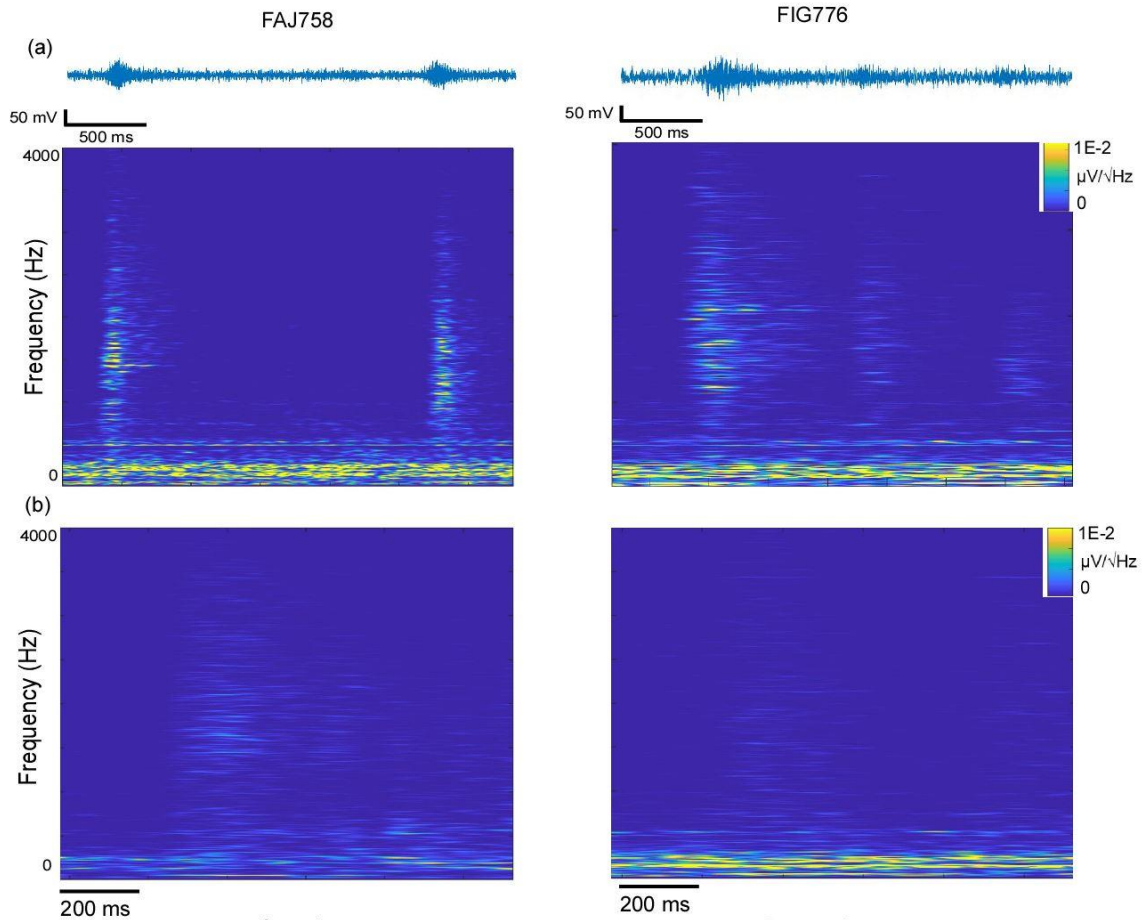 FAJ758
FIG776
(a)
50 mV
500 ms
50 mV
500 ms
4000
Frequency (Hz)
0
1E-2
µV/√Hz
0
(b)
4000
Frequency (Hz)
0
1E-2
µV/√Hz
0
200 ms
200 ms